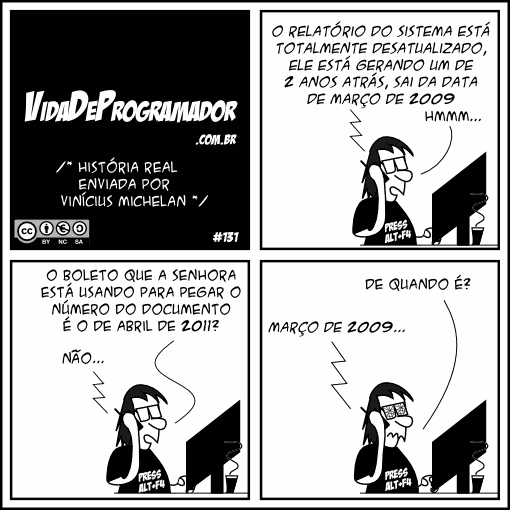 VIDADEPROGRAMADOR
.COM.BR
/* HISTÓRIA REAL
ENVIADA POR
VINÍCIUS MICHELAN */
cc
BY NC SA
#131
O RELATÓRIO DO SISTEMA ESTÁ
TOTALMENTE DESATUALIZADO,
ELE ESTÁ GERANDO UM DE
2 ANOS ATRÁS, SAI DA DATA
DE MARÇO DE 2009
HMMM...
PRESS
ALT+F4
O BOLETO QUE A SENHORA
ESTÁ USANDO PARA PEGAR O
NÚMERO DO DOCUMENTO
É O DE ABRIL DE 2011?
NÃO...
PRESS
ALT+F4
DE QUANDO É?
MARÇO DE 2009...
PRESS
ALT+F4